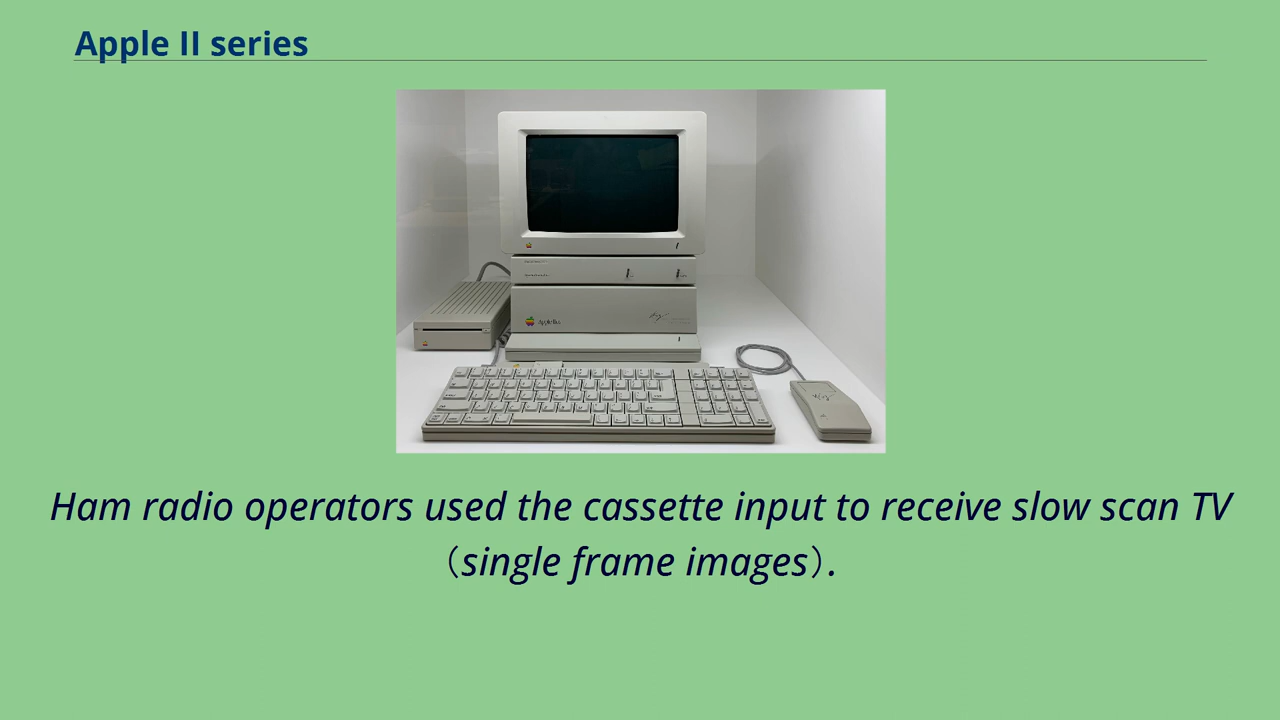 Apple II series
Ham radio operators used the cassette input to receive slow scan TV
（single frame images）.